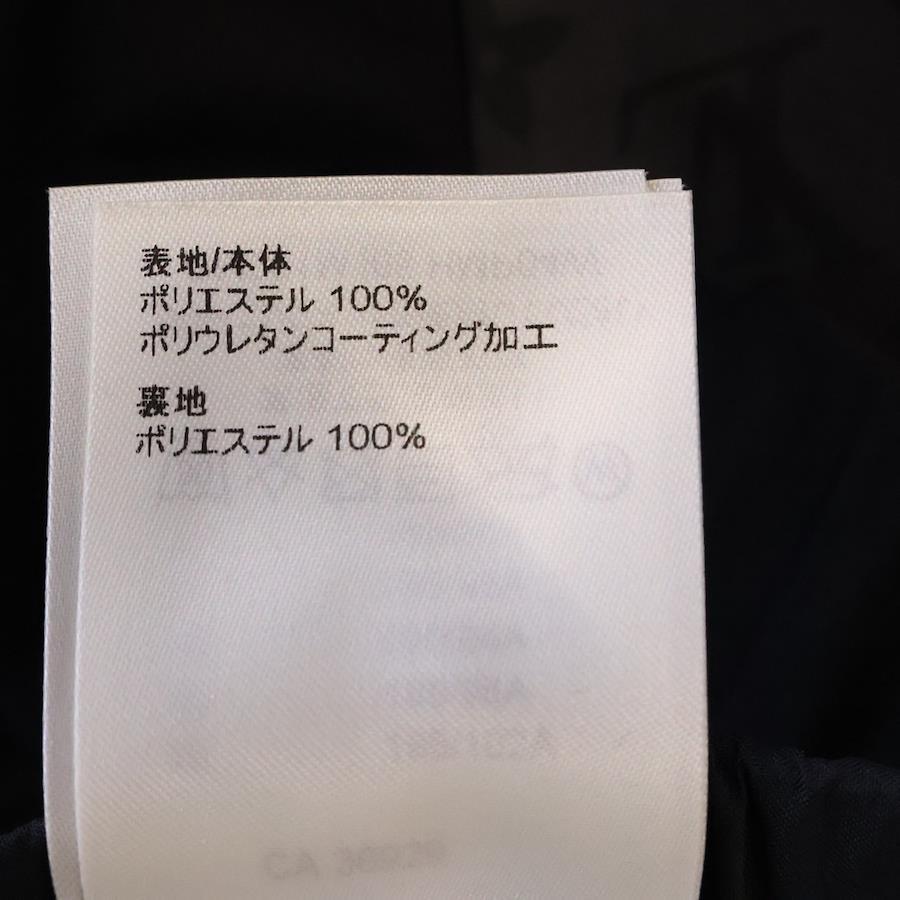 表地/本体
ポリエステル 100%
ポリウレタンコーティング加工
裏地
ポリエステル 100%